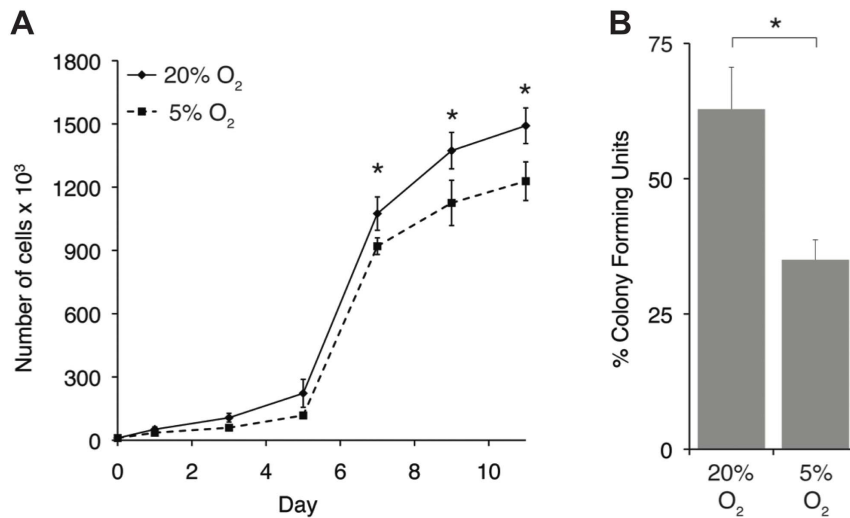 A
Number of cells x 10³
1800
1500
1200
900
600
300
0
20% O₂
5% O₂
*
*
*
0
2
4
6
8
10
Day
B
% Colony Forming Units
75
50
25
0
*
20%
O₂
5%
O₂